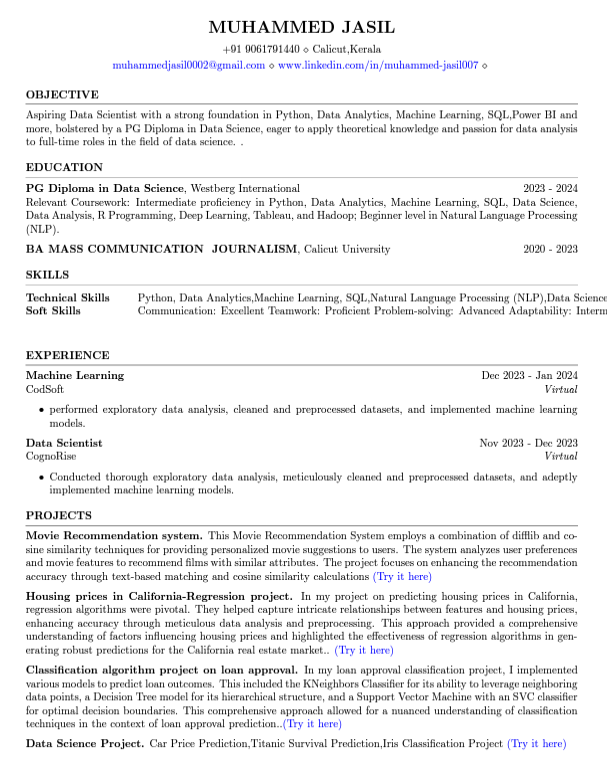 MUHAMMED JASIL
+91 9061791440 ⋄ Calicut,Kerala
muhammedjasil0002@gmail.com ⋄ www.linkedin.com/in/muhammed-jasil007 ⋄
OBJECTIVE
Aspiring Data Scientist with a strong foundation in Python, Data Analytics, Machine Learning, SQL,Power BI and
more, bolstered by a PG Diploma in Data Science, eager to apply theoretical knowledge and passion for data analysis
to full-time roles in the field of data science. .
EDUCATION
PG Diploma in Data Science, Westberg International 2023 - 2024
Relevant Coursework: Intermediate proficiency in Python, Data Analytics, Machine Learning, SQL, Data Science,
Data Analysis, R Programming, Deep Learning, Tableau, and Hadoop; Beginner level in Natural Language Processing
(NLP).
BA MASS COMMUNICATION JOURNALISM, Calicut University 2020 - 2023
SKILLS
Technical Skills Python, Data Analytics,Machine Learning, SQL,Natural Language Processing (NLP),Data Science
Soft Skills Communication: Excellent Teamwork: Proficient Problem-solving: Advanced Adaptability: Interm
EXPERIENCE
Machine Learning Dec 2023 - Jan 2024
CodSoft Virtual
• performed exploratory data analysis, cleaned and preprocessed datasets, and implemented machine learning
models.
Data Scientist Nov 2023 - Dec 2023
CognoRise Virtual
• Conducted thorough exploratory data analysis, meticulously cleaned and preprocessed datasets, and adeptly
implemented machine learning models.
PROJECTS
Movie Recommendation system. This Movie Recommendation System employs a combination of difflib and co-
sine similarity techniques for providing personalized movie suggestions to users. The system analyzes user preferences
and movie features to recommend films with similar attributes. The project focuses on enhancing the recommendation
accuracy through text-based matching and cosine similarity calculations (Try it here)
Housing prices in California-Regression project. In my project on predicting housing prices in California,
regression algorithms were pivotal. They helped capture intricate relationships between features and housing prices,
enhancing accuracy through meticulous data analysis and preprocessing. This approach provided a comprehensive
understanding of factors influencing housing prices and highlighted the effectiveness of regression algorithms in gen-
erating robust predictions for the California real estate market.. (Try it here)
Classification algorithm project on loan approval. In my loan approval classification project, I implemented
various models to predict loan outcomes. This included the KNeighbors Classifier for its ability to leverage neighboring
data points, a Decision Tree model for its hierarchical structure, and a Support Vector Machine with an SVC classifier
for optimal decision boundaries. This comprehensive approach allowed for a nuanced understanding of classification
techniques in the context of loan approval prediction..(Try it here)
Data Science Project. Car Price Prediction,Titanic Survival Prediction,Iris Classification Project (Try it here)